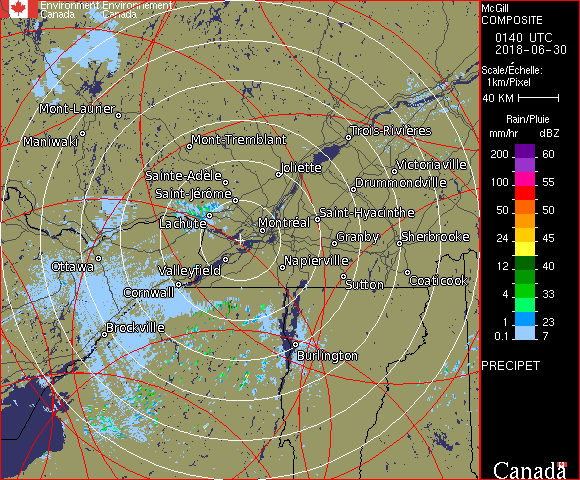 Environment Environnement
Canada Canada
McGill
COMPOSITE
0140 UTC
2018-06-30
Scale/Échelle:
1km/Pixel
40 KM
Rain/Pluie
mm/hr dBZ
200 60
150 55
100 55
50 50
24 45
12 40
4 33
1 23
0.1 7
PRECIPET
Canada
Mont-Laurier
Maniwaki
Mont-Tremblant
Trois-Rivières
Sainte-Adèle
Joliette
Victoriaville
Saint-Jérôme
Drummondville
Lachute
Montréal
Saint-Hyacinthe
Granby
Sherbrooke
Ottawa
Valleyfield
Napierville
Sutton
Coaticook
Cornwall
Brockville
Burlington